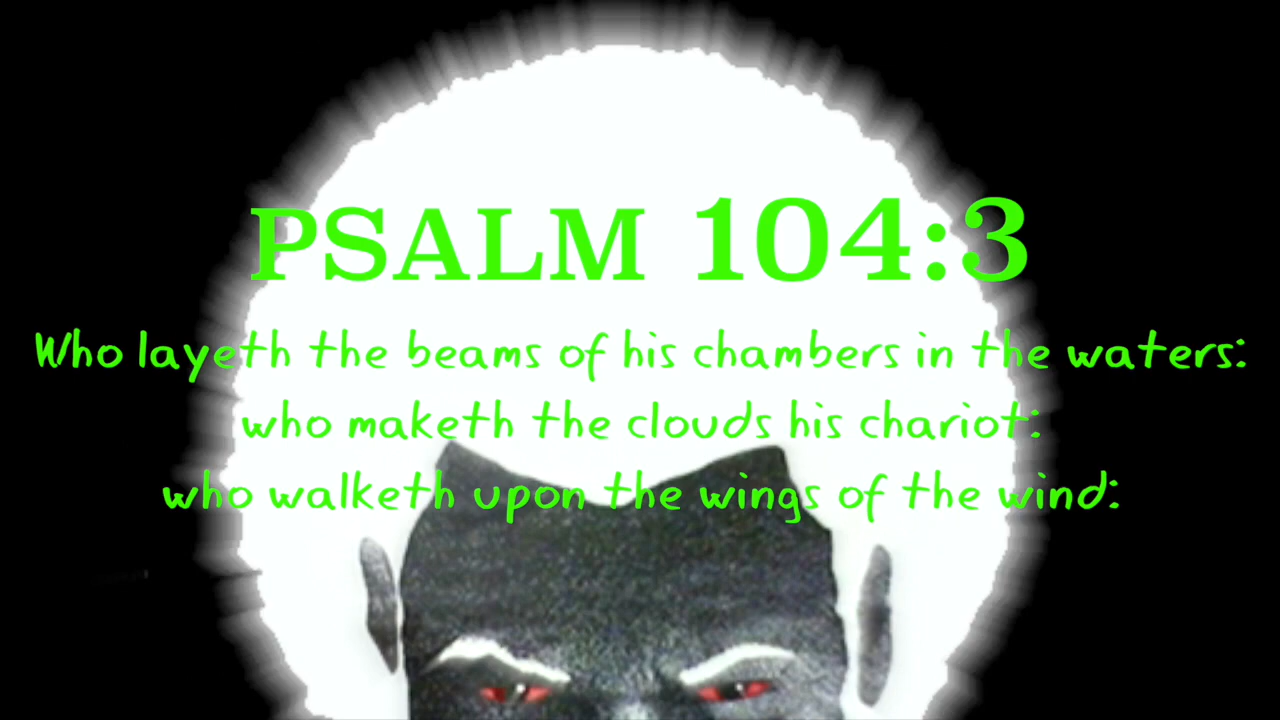 PSALM 104:3
Who layeth the beams of his chambers in the waters:
who maketh the clouds his chariot:
who walketh upon the wings of the wind: